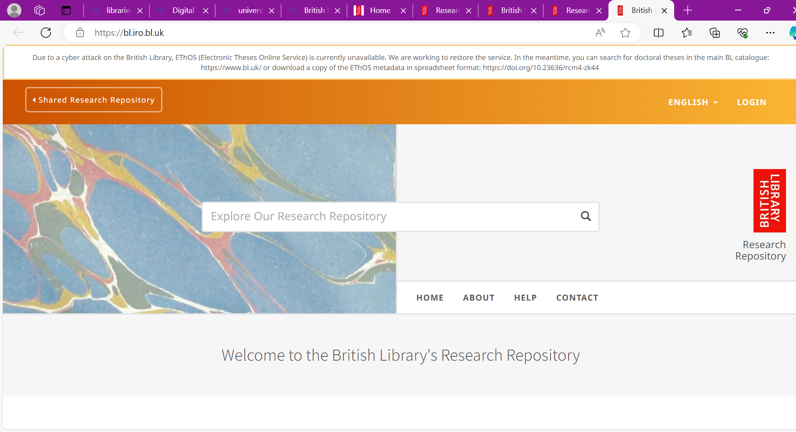 librarie
Digital
univers
British
Home
Resear
British
Resear
British
https://bl.iro.bl.uk
Due to a cyber attack on the British Library, EThOS (Electronic Theses Online Service) is currently unavailable. We are working to restore the service. In the meantime, you can search for doctoral theses in the main BL catalogue:
https://www.bl.uk/ or download a copy of the EThOS metadata in spreadsheet format: https://doi.org/10.23636/rcm4-zk44
Shared Research Repository
ENGLISH
LOGIN
Explore Our Research Repository
BRITISH
LIBRARY
Research
Repository
HOME ABOUT HELP CONTACT
Welcome to the British Library's Research Repository